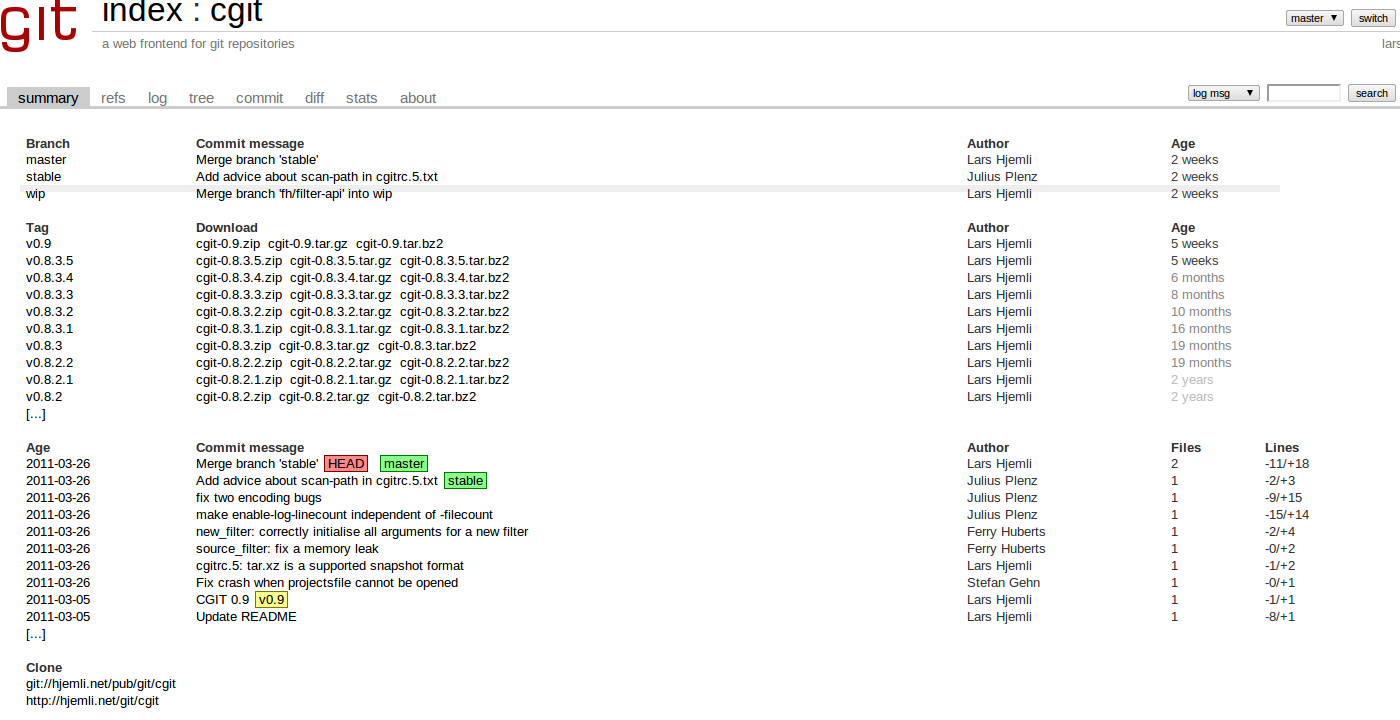 git index : cgit master switch
a web frontend for git repositories lars
summary refs log tree commit diff stats about log msg search
Branch Commit message Author Age
master Merge branch 'stable' Lars Hjemli 2 weeks
stable Add advice about scan-path in cgitrc.5.txt Julius Plenz 2 weeks
wip Merge branch 'fh/filter-api' into wip Lars Hjemli 2 weeks
Tag Download Author Age
v0.9 cgit-0.9.zip cgit-0.9.tar.gz cgit-0.9.tar.bz2 Lars Hjemli 5 weeks
v0.8.3.5 cgit-0.8.3.5.zip cgit-0.8.3.5.tar.gz cgit-0.8.3.5.tar.bz2 Lars Hjemli 5 weeks
v0.8.3.4 cgit-0.8.3.4.zip cgit-0.8.3.4.tar.gz cgit-0.8.3.4.tar.bz2 Lars Hjemli 6 months
v0.8.3.3 cgit-0.8.3.3.zip cgit-0.8.3.3.tar.gz cgit-0.8.3.3.tar.bz2 Lars Hjemli 8 months
v0.8.3.2 cgit-0.8.3.2.zip cgit-0.8.3.2.tar.gz cgit-0.8.3.2.tar.bz2 Lars Hjemli 10 months
v0.8.3.1 cgit-0.8.3.1.zip cgit-0.8.3.1.tar.gz cgit-0.8.3.1.tar.bz2 Lars Hjemli 16 months
v0.8.3 cgit-0.8.3.zip cgit-0.8.3.tar.gz cgit-0.8.3.tar.bz2 Lars Hjemli 19 months
v0.8.2.2 cgit-0.8.2.2.zip cgit-0.8.2.2.tar.gz cgit-0.8.2.2.tar.bz2 Lars Hjemli 19 months
v0.8.2.1 cgit-0.8.2.1.zip cgit-0.8.2.1.tar.gz cgit-0.8.2.1.tar.bz2 Lars Hjemli 2 years
v0.8.2 cgit-0.8.2.zip cgit-0.8.2.tar.gz cgit-0.8.2.tar.bz2 Lars Hjemli 2 years
[...]
Age Commit message Author Files Lines
2011-03-26 Merge branch 'stable' HEAD master Lars Hjemli 2 -11/+18
2011-03-26 Add advice about scan-path in cgitrc.5.txt stable Julius Plenz 1 -2/+3
2011-03-26 fix two encoding bugs Julius Plenz 1 -9/+15
2011-03-26 make enable-log-linecount independent of -filecount Julius Plenz 1 -15/+14
2011-03-26 new_filter: correctly initialise all arguments for a new filter Ferry Huberts 1 -2/+4
2011-03-26 source_filter: fix a memory leak Ferry Huberts 1 -0/+2
2011-03-26 cgitrc.5: tar.xz is a supported snapshot format Lars Hjemli 1 -1/+2
2011-03-26 Fix crash when projectsfile cannot be opened Stefan Gehn 1 -0/+1
2011-03-05 CGIT 0.9 v0.9 Lars Hjemli 1 -1/+1
2011-03-05 Update README Lars Hjemli 1 -8/+1
[...]
Clone
git://hjemli.net/pub/git/cgit
http://hjemli.net/git/cgit